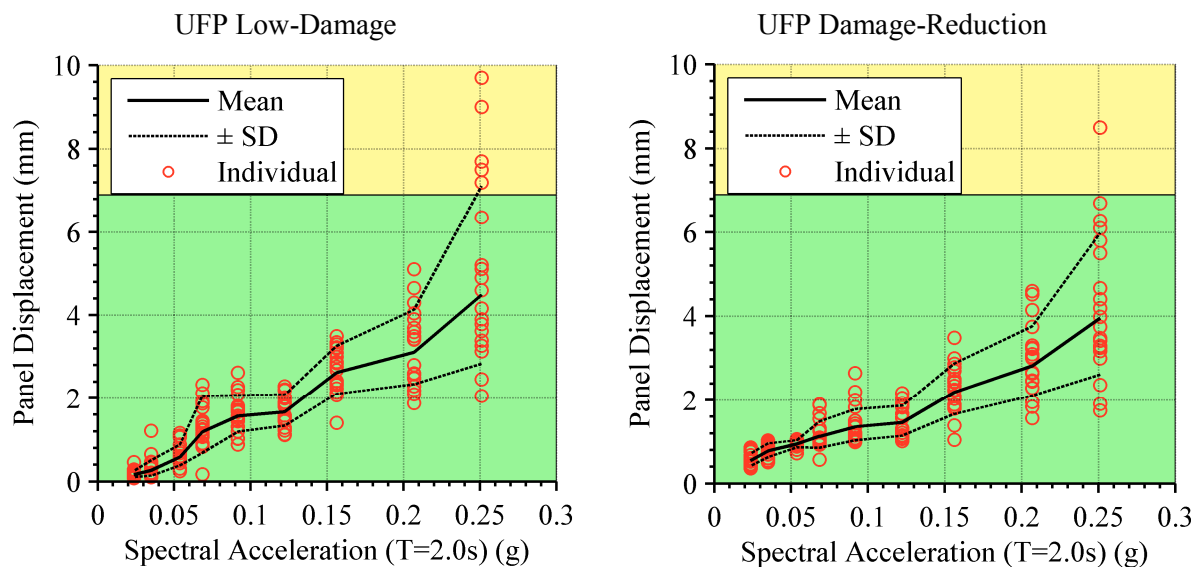 UFP Low-Damage
10
8
6
4
2
0
Panel Displacement (mm)
Mean
± SD
Individual
0 0.05 0.1 0.15 0.2 0.25 0.3
Spectral Acceleration (T=2.0s) (g)
UFP Damage-Reduction
10
8
6
4
2
0
Panel Displacement (mm)
Mean
± SD
Individual
0 0.05 0.1 0.15 0.2 0.25 0.3
Spectral Acceleration (T=2.0s) (g)